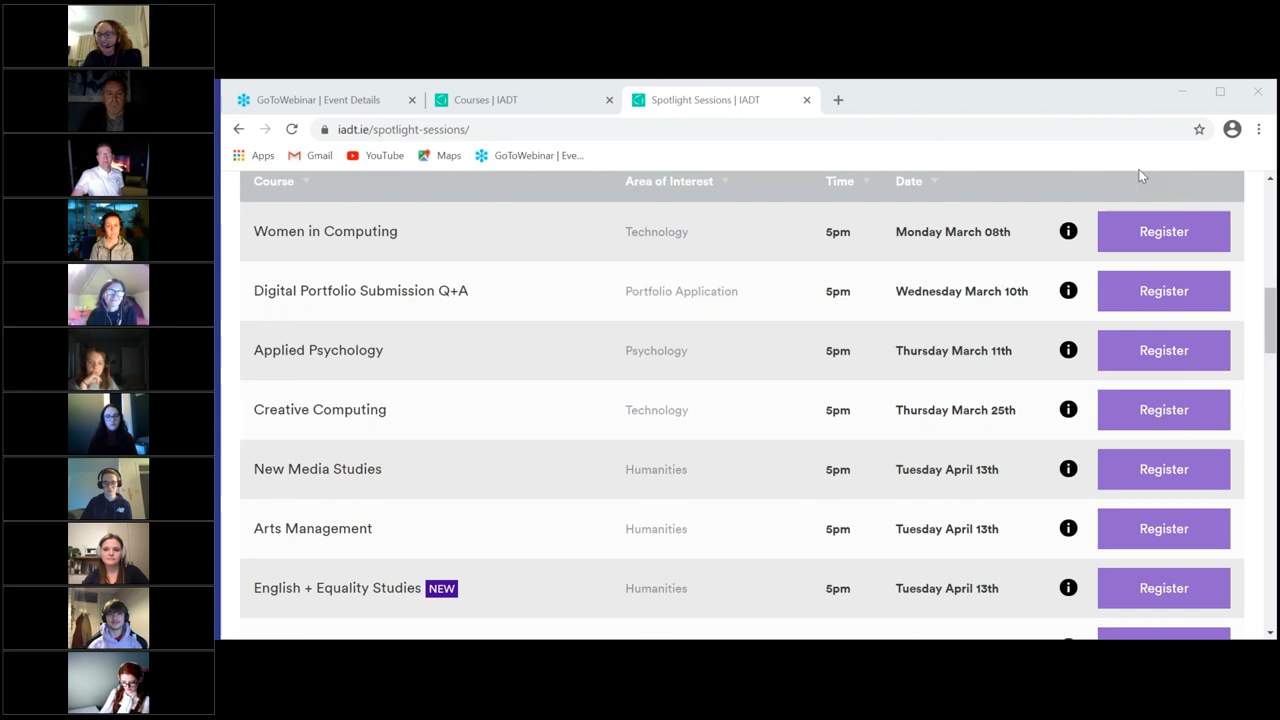 GoToWebinar | Event Details
Courses | IADT
Spotlight Sessions | IADT
iadt.ie/spotlight-sessions/
Apps Gmail YouTube Maps GoToWebinar | Eve...
Course Area of Interest Time Date
Women in Computing Technology 5pm Monday March 08th Register
Digital Portfolio Submission Q+A Portfolio Application 5pm Wednesday March 10th Register
Applied Psychology Psychology 5pm Thursday March 11th Register
Creative Computing Technology 5pm Thursday March 25th Register
New Media Studies Humanities 5pm Tuesday April 13th Register
Arts Management Humanities 5pm Tuesday April 13th Register
English + Equality Studies NEW Humanities 5pm Tuesday April 13th Register